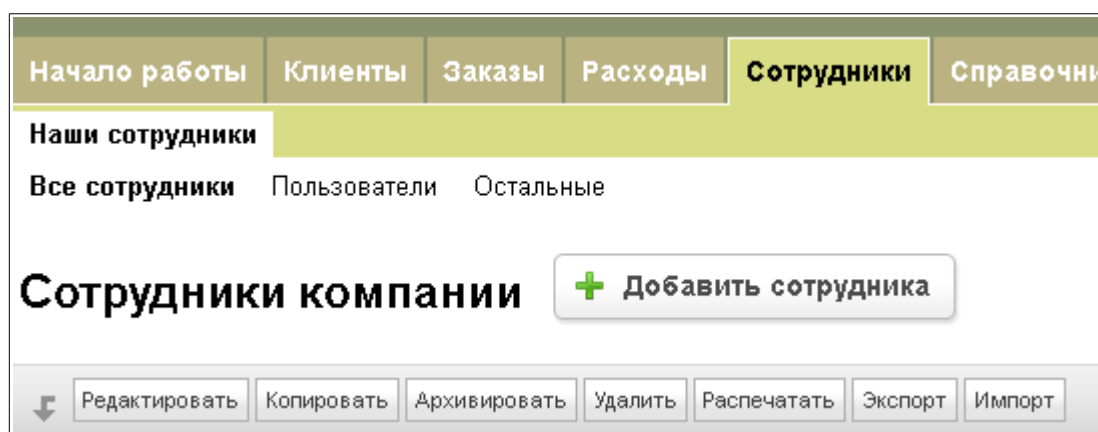 Начало работы Клиенты Заказы Расходы Сотрудники Справочни
Наши сотрудники
Все сотрудники Пользователи Остальные
Сотрудники компании Добавить сотрудника
Редактировать Копировать Архивировать Удалить Распечатать Экспорт Импорт